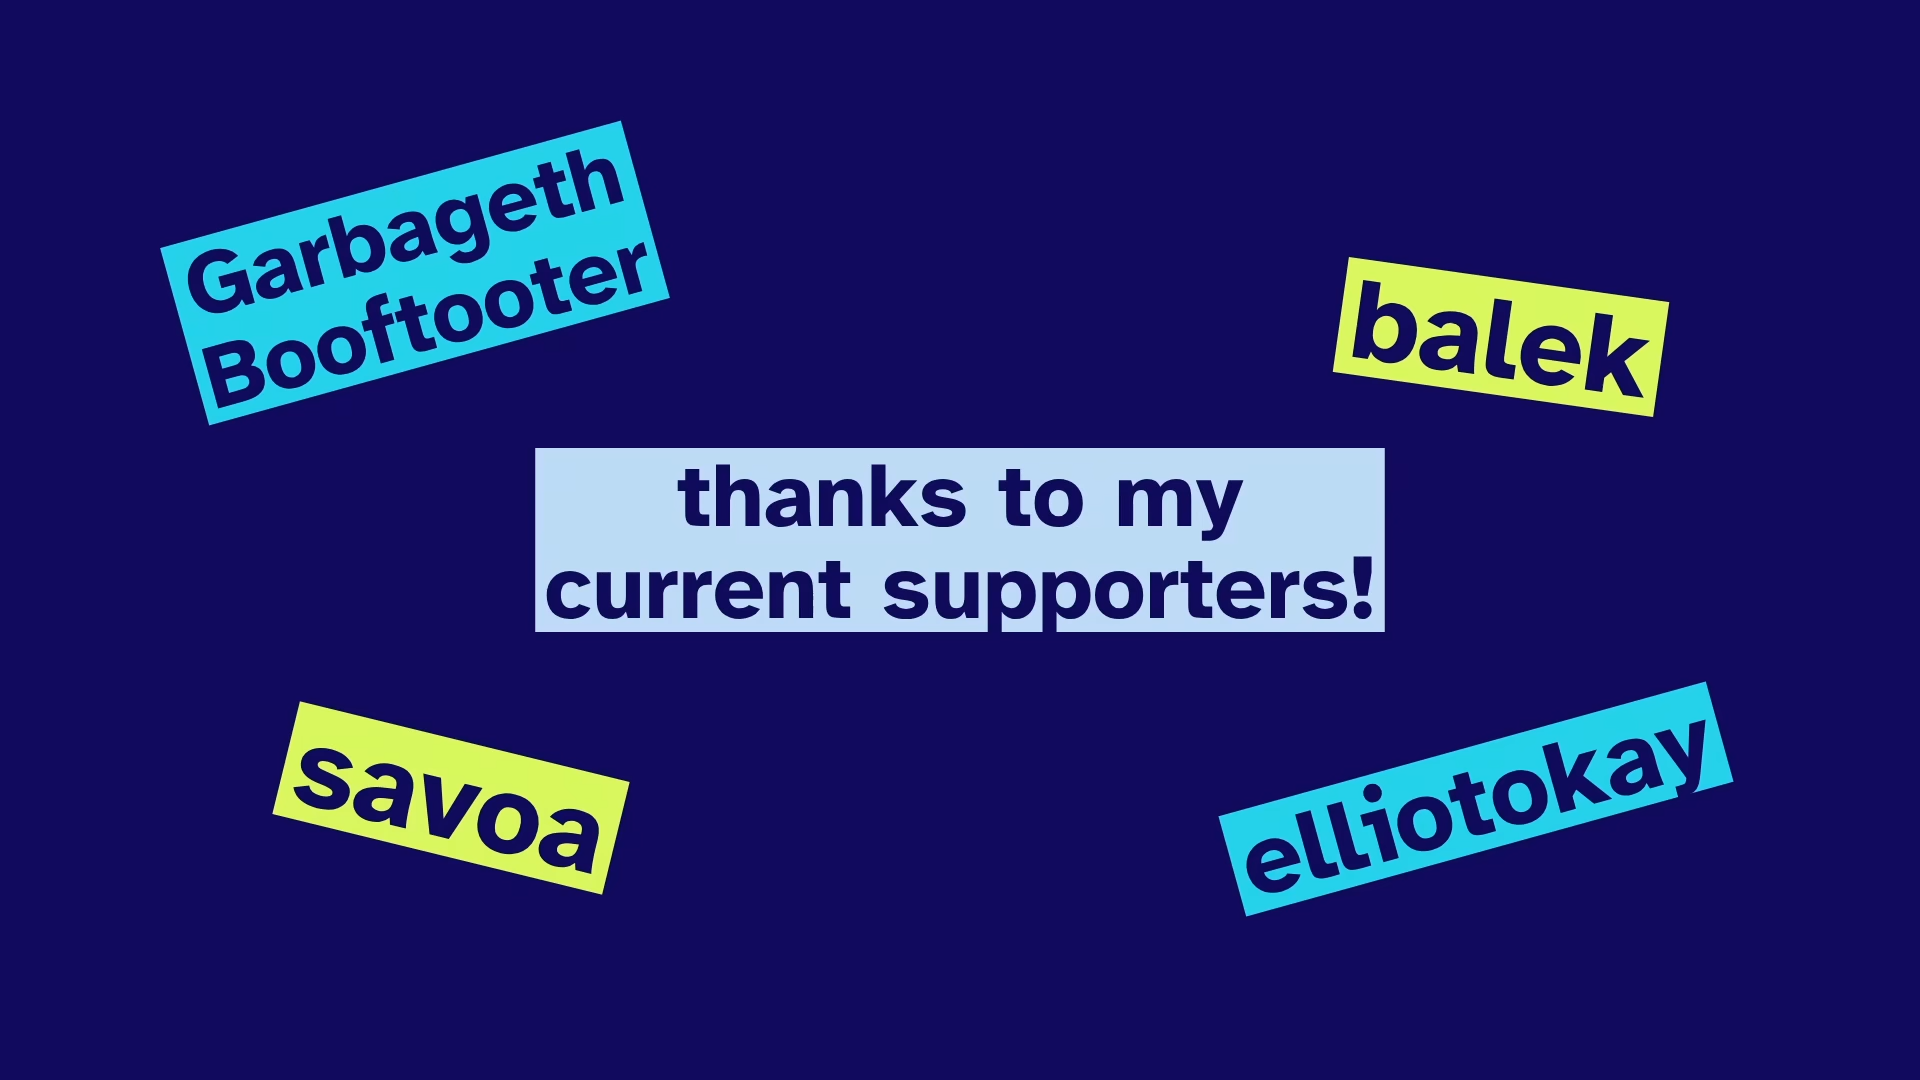 Garbageth
Booftooter
balek
thanks to my
current supporters!
savoa
elliotokay